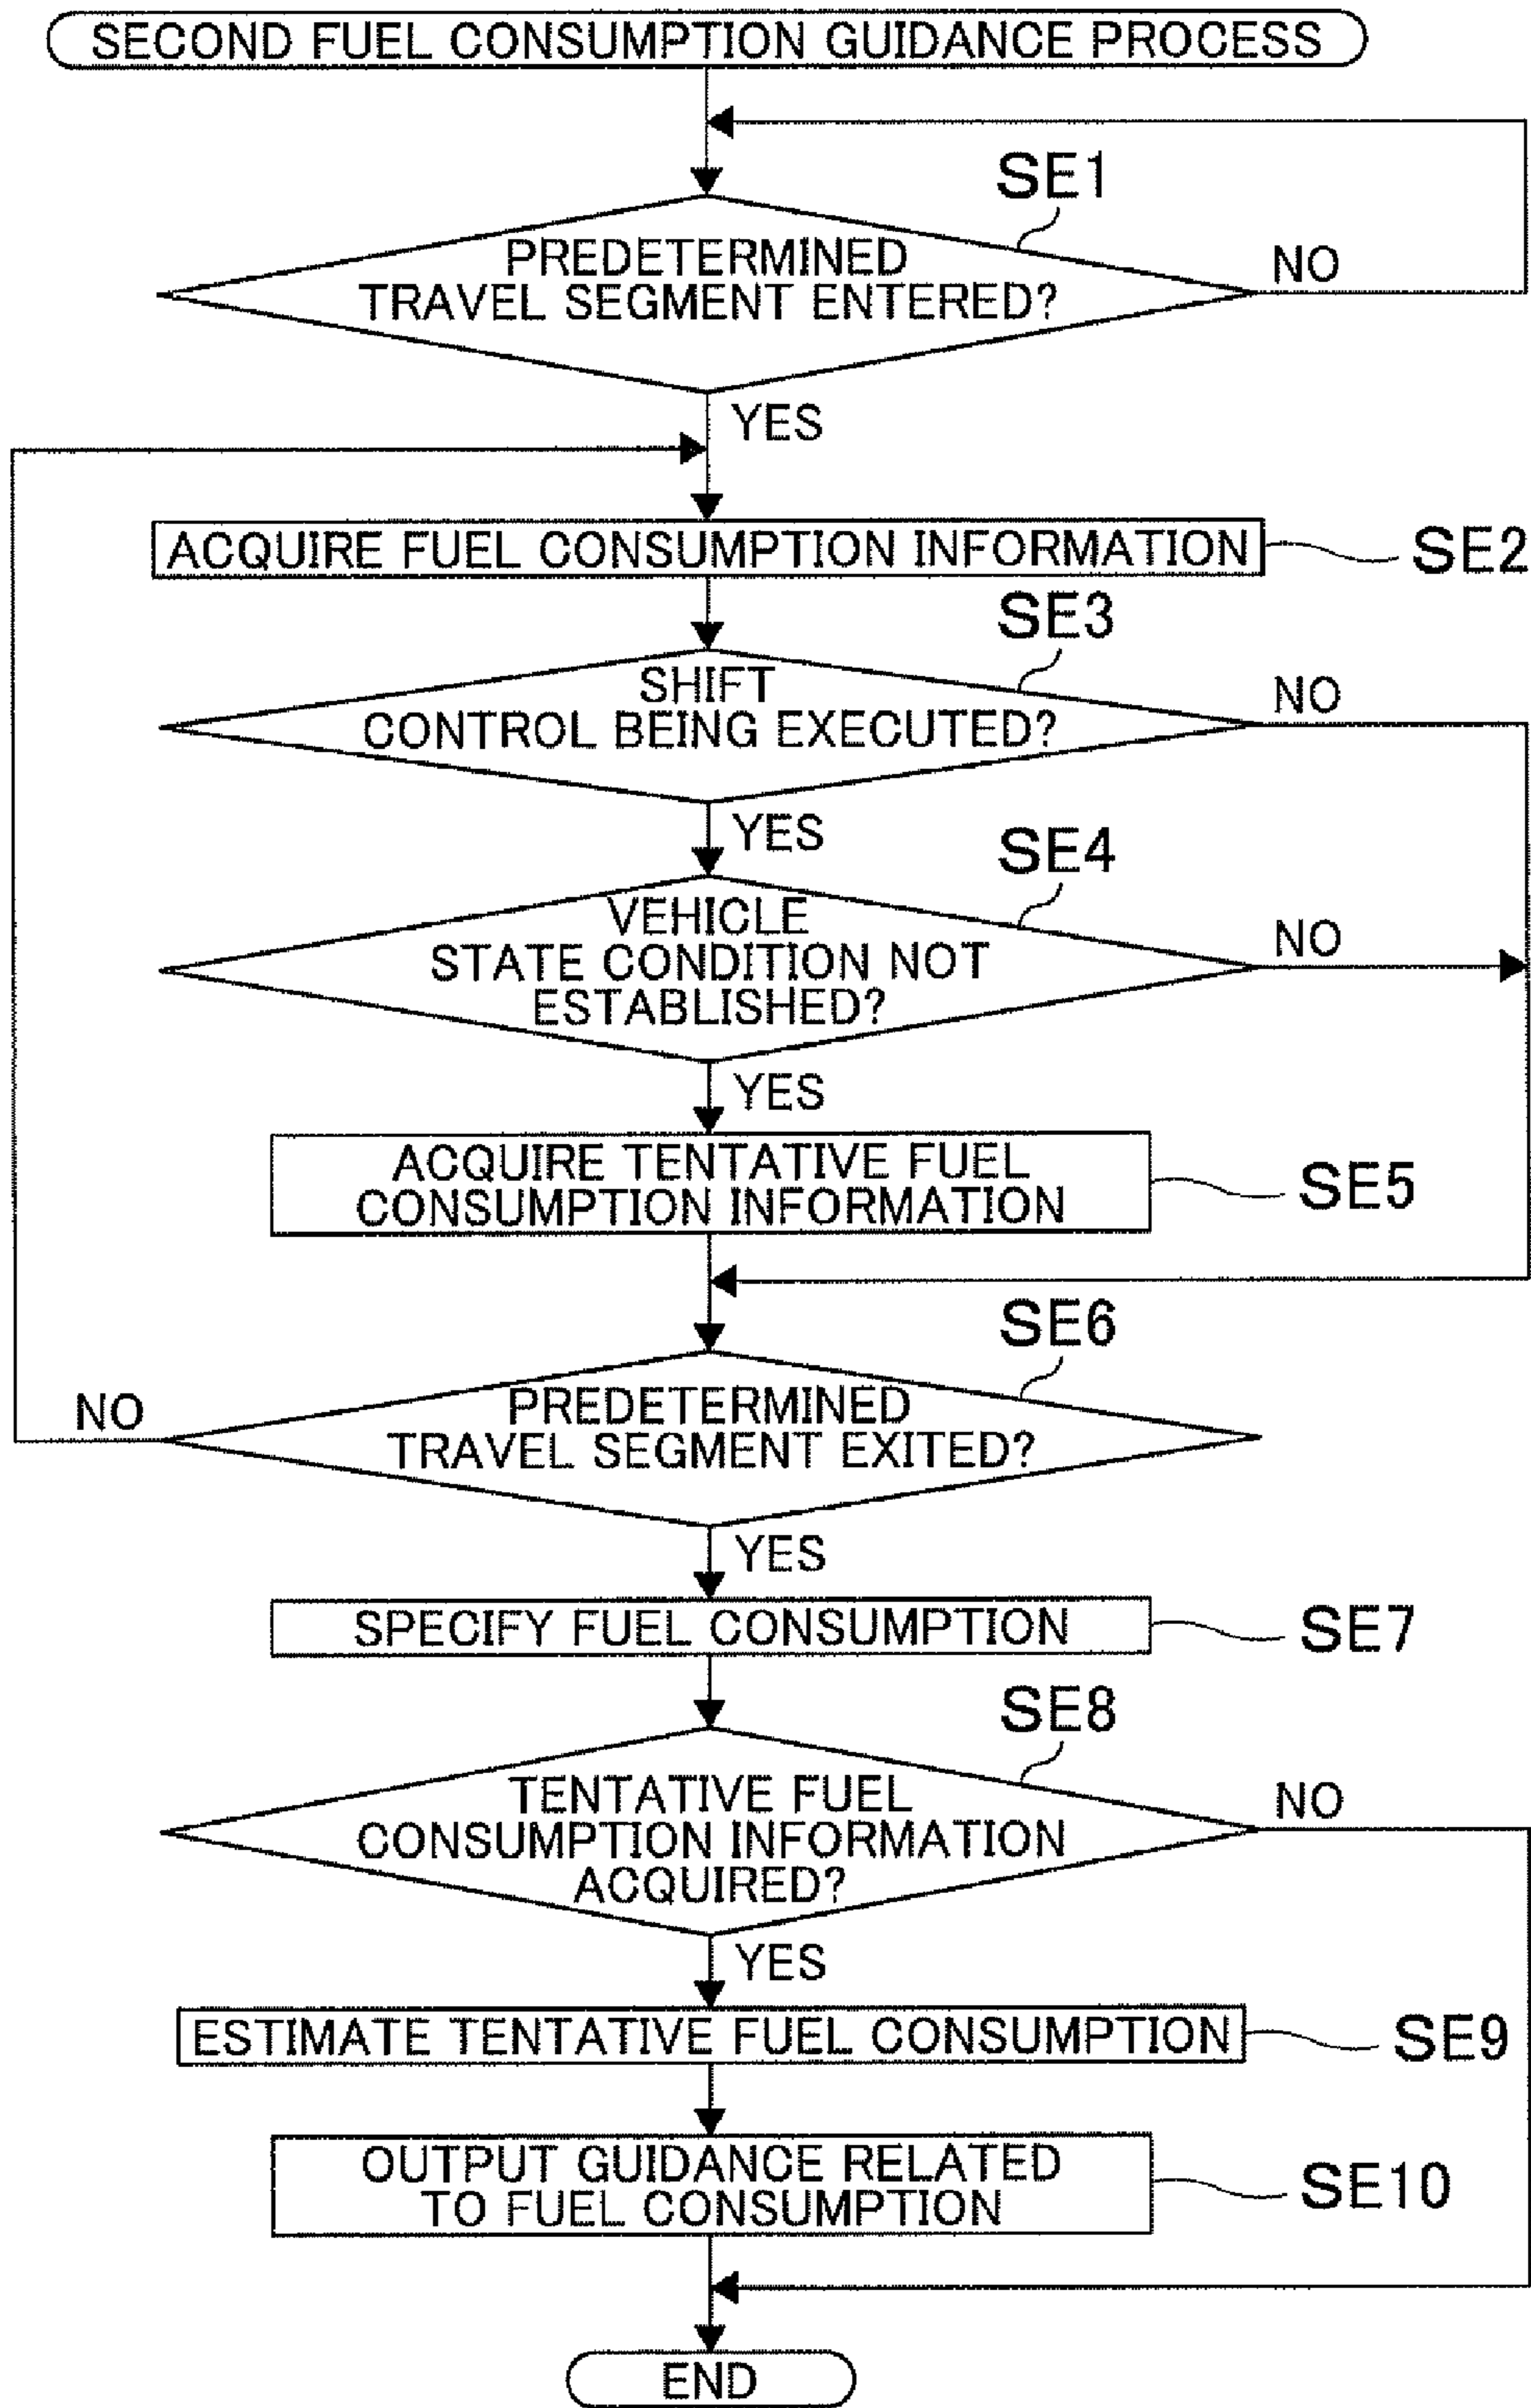 SECOND FUEL CONSUMPTION GUIDANCE PROCESS
SE1
PREDETERMINED
TRAVEL SEGMENT ENTERED?
NO
YES
ACQUIRE FUEL CONSUMPTION INFORMATION
SE2
SE3
SHIFT
CONTROL BEING EXECUTED?
NO
YES
SE4
VEHICLE
STATE CONDITION NOT
ESTABLISHED?
NO
YES
ACQUIRE TENTATIVE FUEL
CONSUMPTION INFORMATION
SE5
SE6
PREDETERMINED
TRAVEL SEGMENT EXITED?
NO
YES
SPECIFY FUEL CONSUMPTION
SE7
SE8
TENTATIVE FUEL
CONSUMPTION INFORMATION
ACQUIRED?
NO
YES
ESTIMATE TENTATIVE FUEL CONSUMPTION
SE9
OUTPUT GUIDANCE RELATED
TO FUEL CONSUMPTION
SE10
END